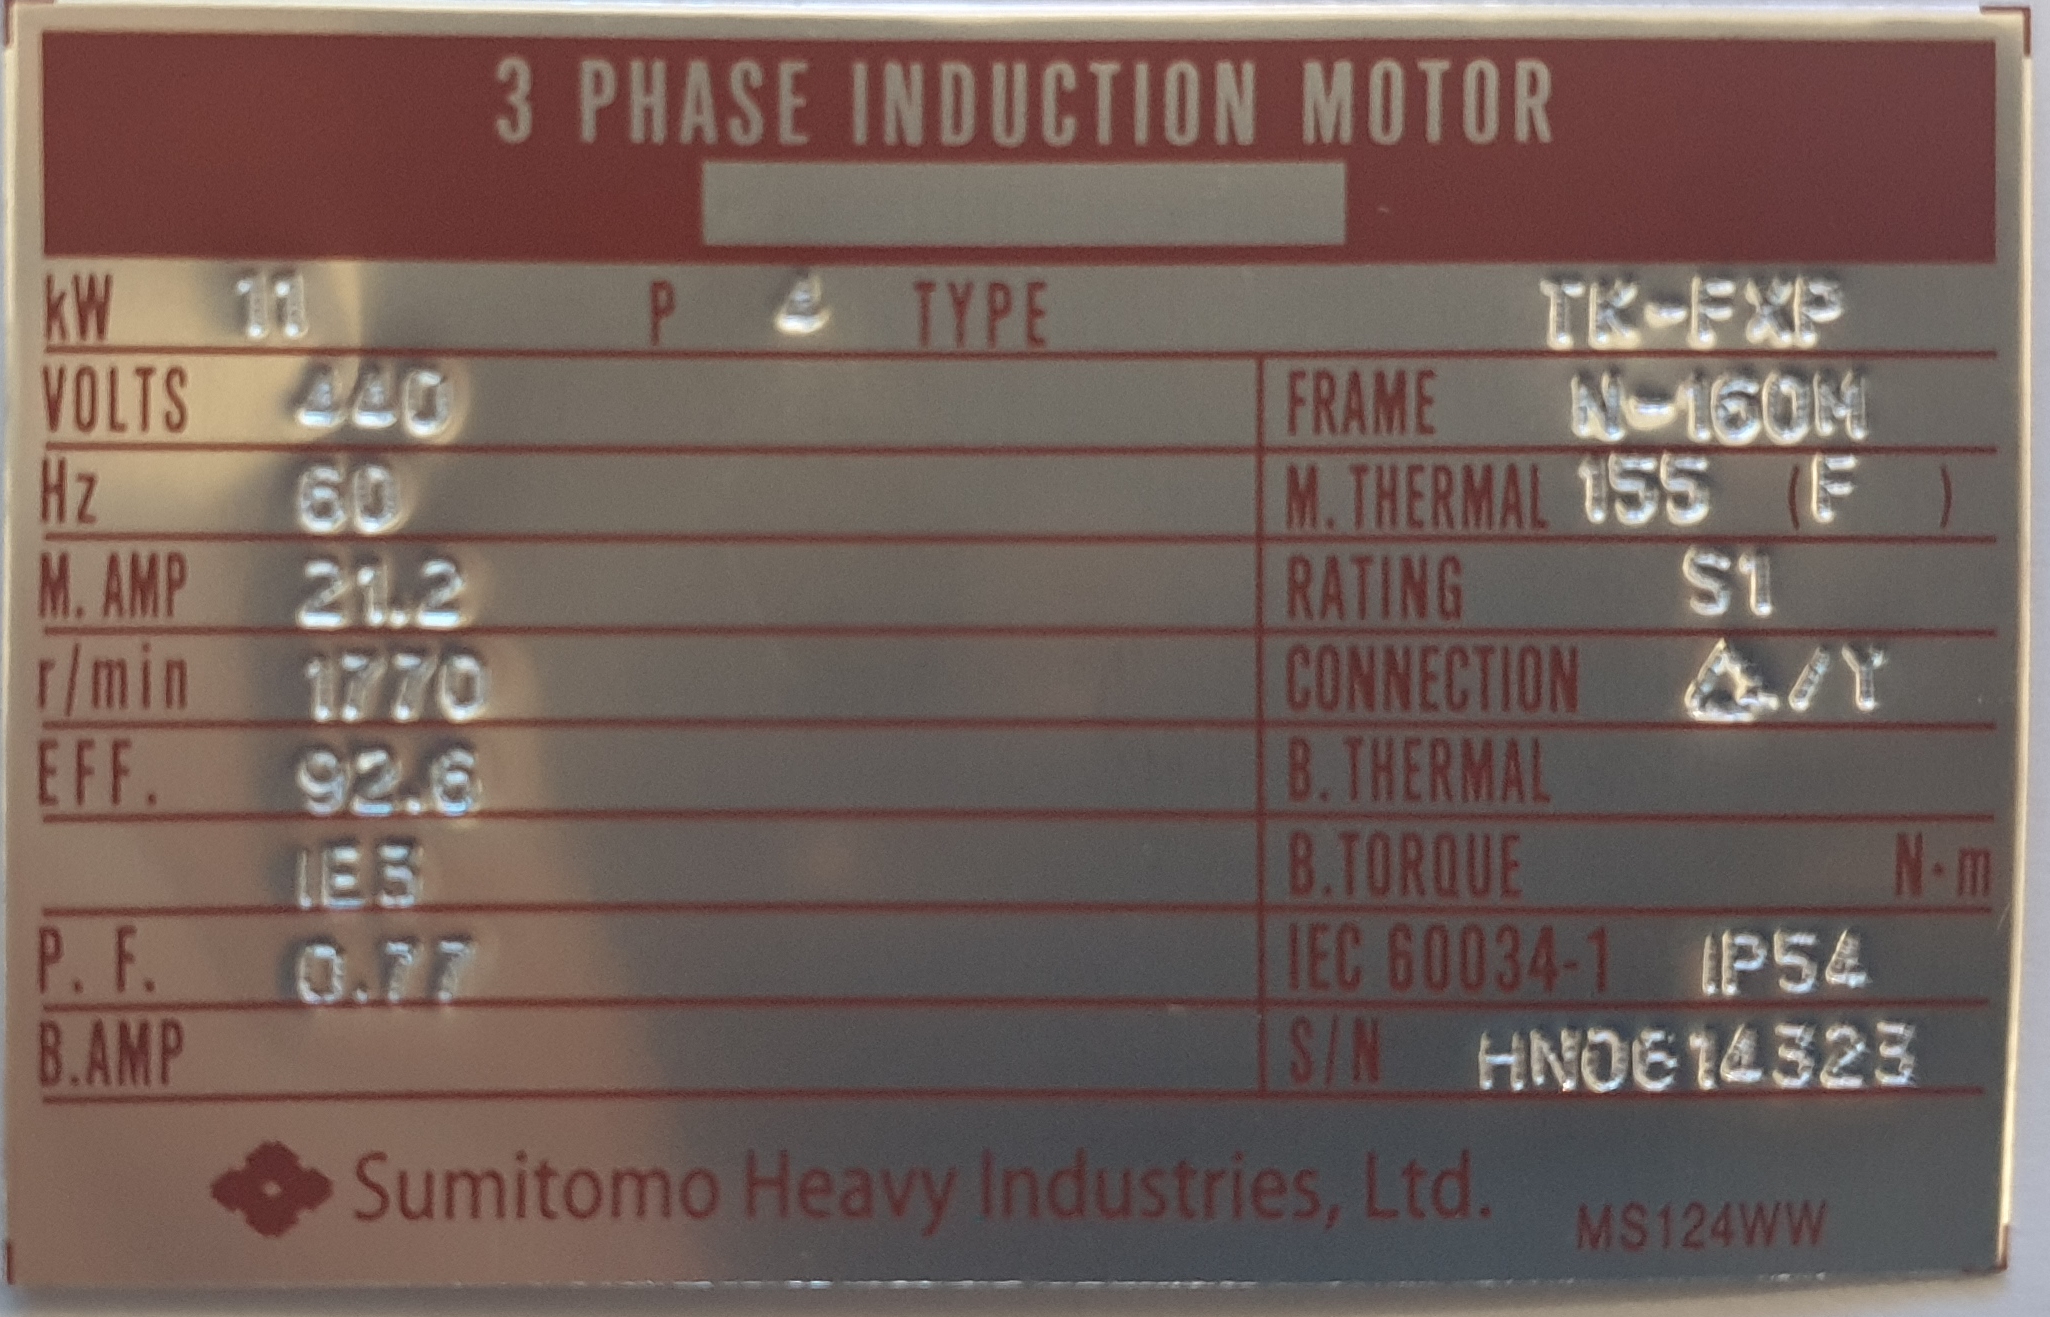 3 PHASE INDUCTION MOTOR
kW 11 P 4 TYPE TK-FXP
VOLTS 440 FRAME N-160M
Hz 60 M. THERMAL 155 (F )
M. AMP 21.2 RATING S1
r/min 1770 CONNECTION △/Y
EFF. 92.6 B. THERMAL
IE3 B.TORQUE N·m
P. F. 0.77 IEC 60034-1 IP54
B.AMP S/N HN0614323
Sumitomo Heavy Industries, Ltd. MS124WW